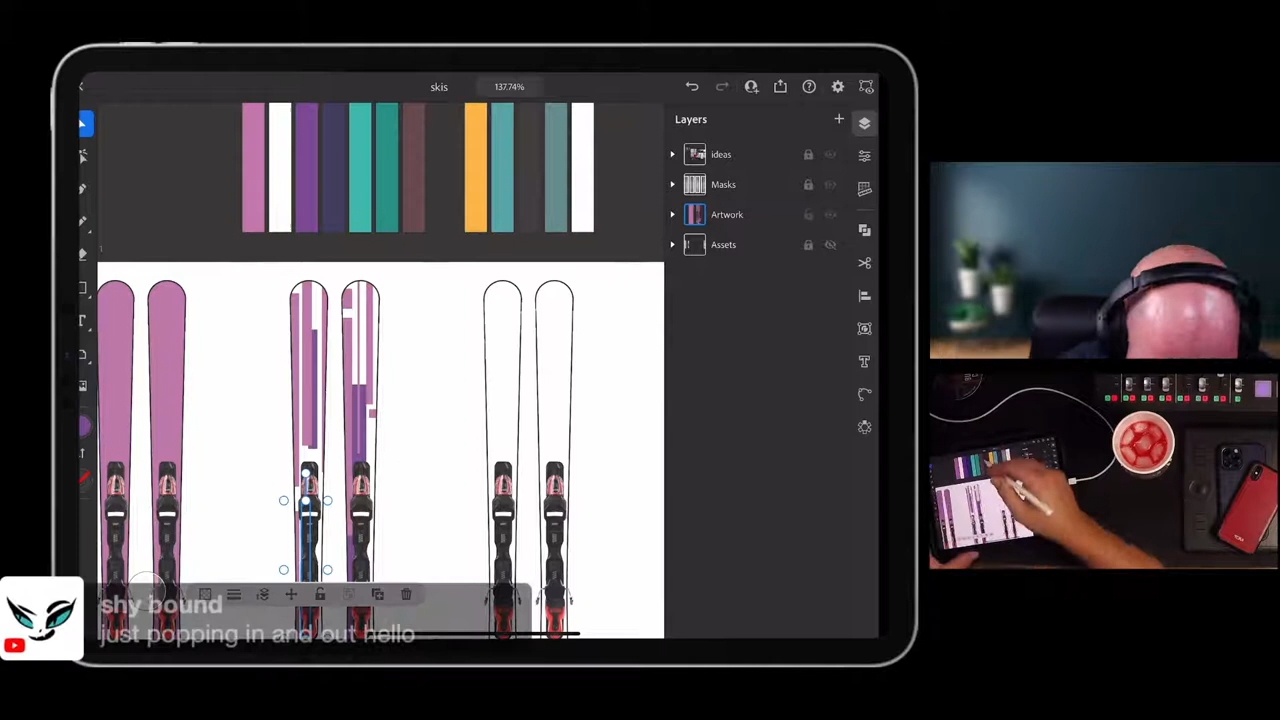 skis
137.74%
Layers
ideas
Masks
Artwork
Assets
shy bound
just popping in and out hello